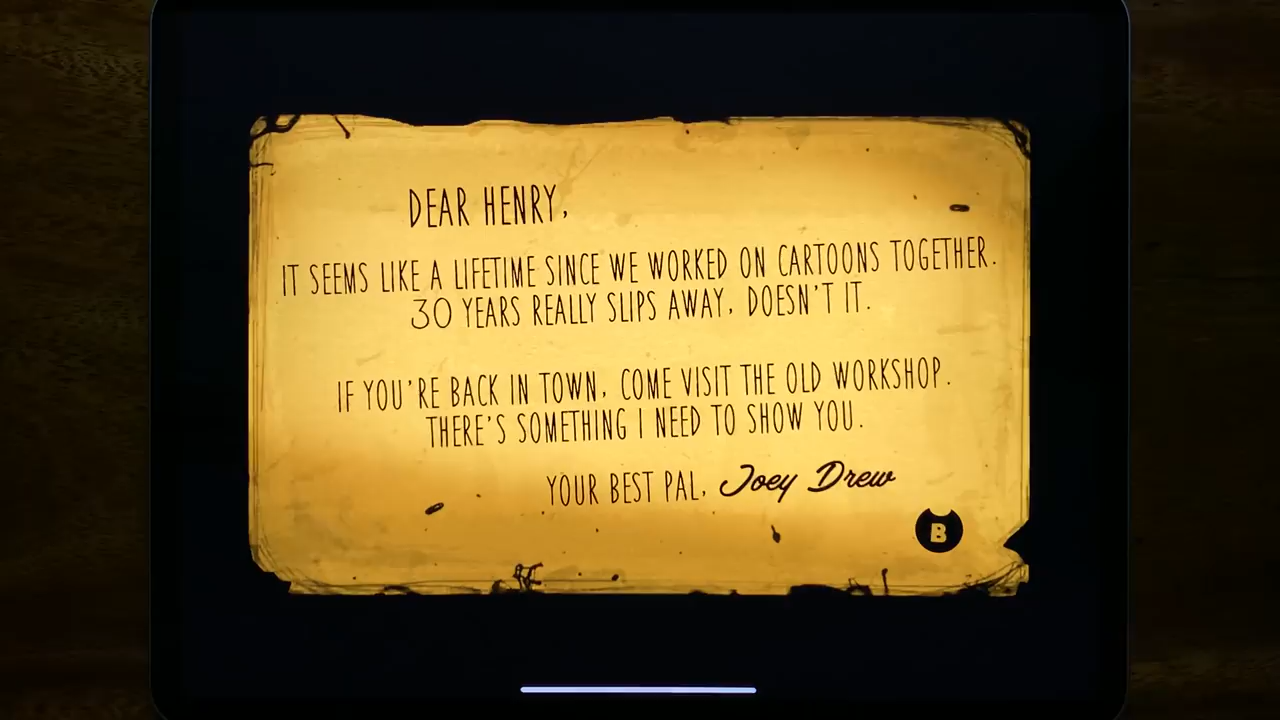 DEAR HENRY,
IT SEEMS LIKE A LIFETIME SINCE WE WORKED ON CARTOONS TOGETHER.
30 YEARS REALLY SLIPS AWAY, DOESN'T IT.
IF YOU'RE BACK IN TOWN, COME VISIT THE OLD WORKSHOP.
THERE'S SOMETHING I NEED TO SHOW YOU.
YOUR BEST PAL, Joey Drew
B